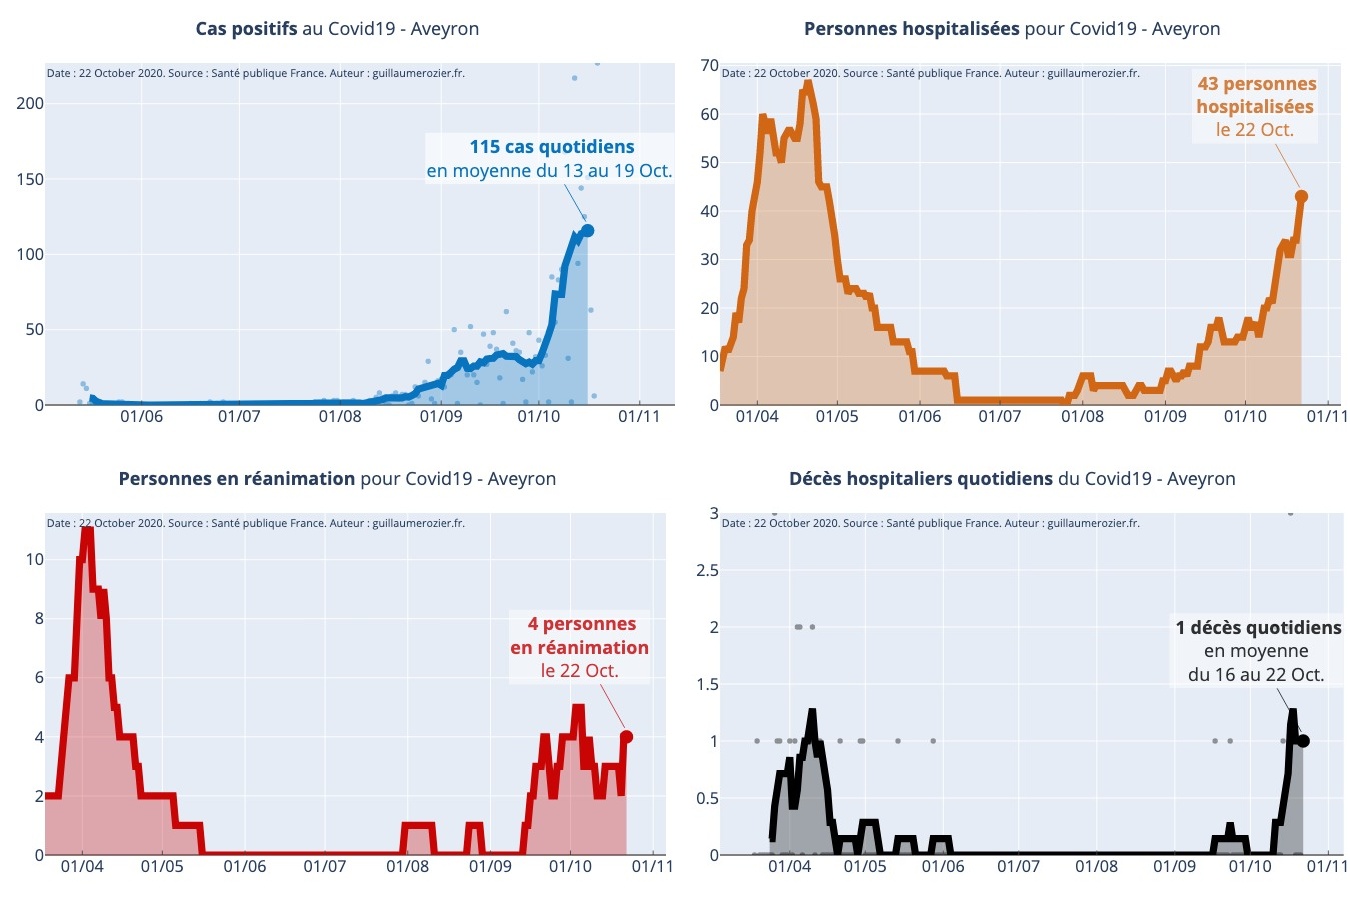 Cas positifs au Covid19 - Aveyron
Date : 22 October 2020. Source : Santé publique France. Auteur : guillaumerozier.fr.
200
150
100
50
0
115 cas quotidiens
en moyenne du 13 au 19 Oct.
01/06 01/07 01/08 01/09 01/10 01/11
Personnes hospitalisées pour Covid19 - Aveyron
Date : 22 October 2020. Source : Santé publique France. Auteur : guillaumerozier.fr.
70
60
50
40
30
20
10
0
43 personnes
hospitalisées
le 22 Oct.
01/04 01/05 01/06 01/07 01/08 01/09 01/10 01/11
Personnes en réanimation pour Covid19 - Aveyron
Date : 22 October 2020. Source : Santé publique France. Auteur : guillaumerozier.fr.
10
8
6
4
2
0
4 personnes
en réanimation
le 22 Oct.
01/04 01/05 01/06 01/07 01/08 01/09 01/10 01/11
Décès hospitaliers quotidiens du Covid19 - Aveyron
Date : 22 October 2020. Source : Santé publique France. Auteur : guillaumerozier.fr.
3
2.5
2
1.5
1
0.5
0
1 décès quotidiens
en moyenne
du 16 au 22 Oct.
01/04 01/05 01/06 01/07 01/08 01/09 01/10 01/11